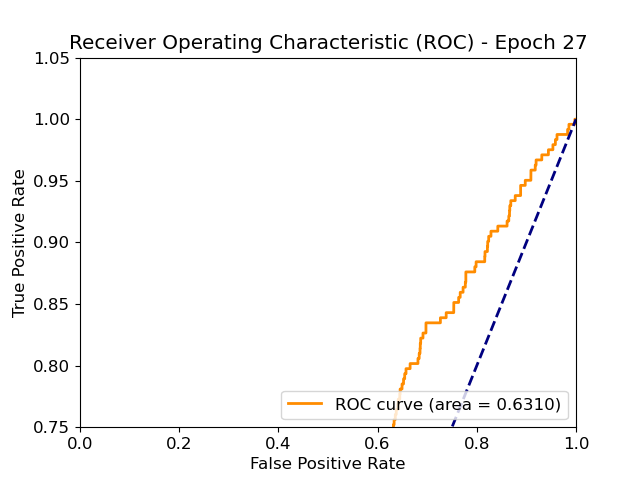 Receiver Operating Characteristic (ROC) - Epoch 27
True Positive Rate
1.05
1.00
0.95
0.90
0.85
0.80
0.75
ROC curve (area = 0.6310)
0.0 0.2 0.4 0.6 0.8 1.0
False Positive Rate